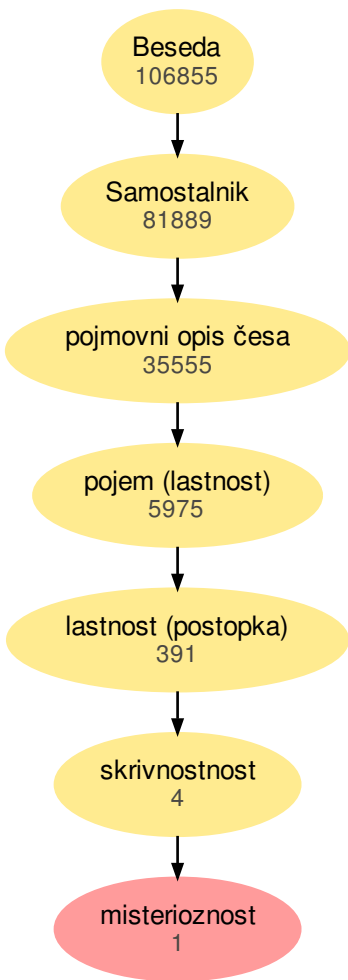 Beseda
106855
Samostalnik
81889
pojmovni opis česa
35555
pojem (lastnost)
5975
lastnost (postopka)
391
skrivnostnost
4
misterioznost
1